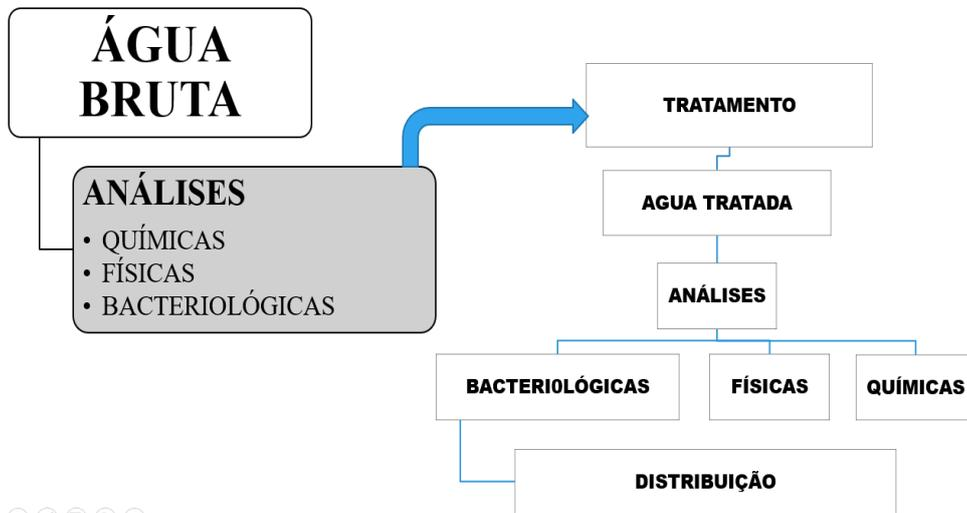 ÁGUA
BRUTA
ANÁLISES
• QUÍMICAS
• FÍSICAS
• BACTERIOLÓGICAS
TRATAMENTO
AGUA TRATADA
ANÁLISES
BACTERI0LÓGICAS
FÍSICAS
QUÍMICAS
DISTRIBUIÇÃO